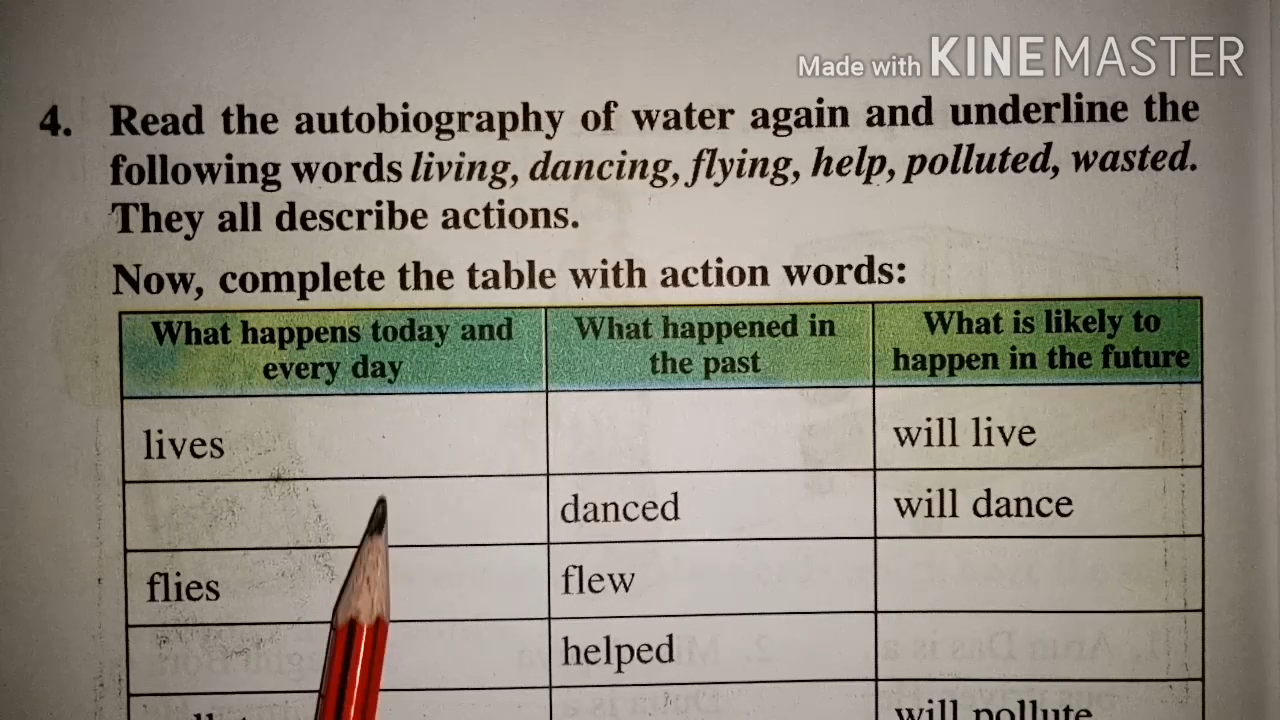 Made with KINEMASTER
4. Read the autobiography of water again and underline the
following words living, dancing, flying, help, polluted, wasted.
They all describe actions.
Now, complete the table with action words:
What happens today and
every day
What happened in
the past
What is likely to
happen in the future
lives
will live
danced
will dance
flies
flew
helped
will pollute